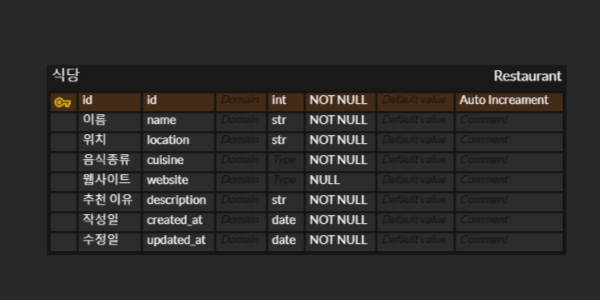 식당 Restaurant
id id Domain int NOT NULL Default value Auto Increament
이름 name Domain str NOT NULL Default value Comment
위치 location Domain str NOT NULL Default value Comment
음식종류 cuisine Domain Type NOT NULL Default value Comment
웹사이트 website Domain Type NULL Default value Comment
추천 이유 description Domain str NOT NULL Default value Comment
작성일 created_at Domain date NOT NULL Default value Comment
수정일 updated_at Domain date NOT NULL Default value Comment